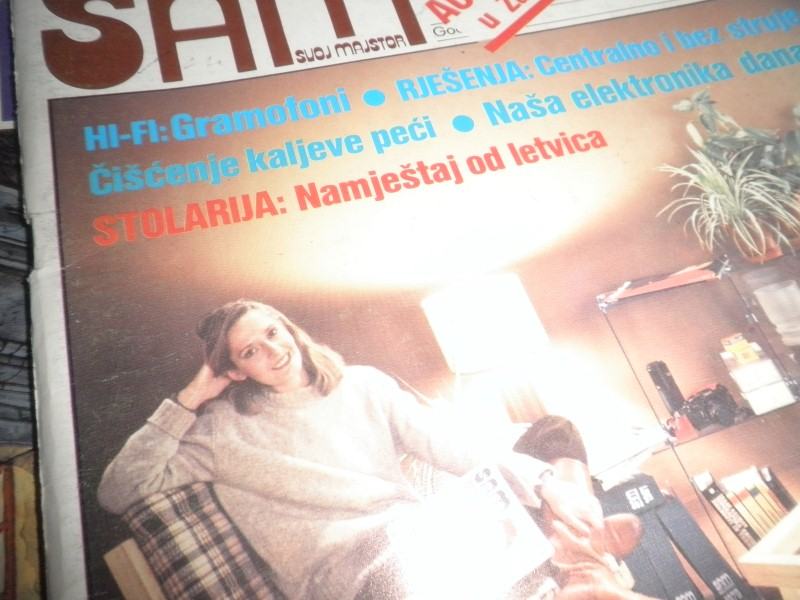 SAM
SVOJ MAJSTOR
HI-FI: Gramofoni • RJEŠENJA: Centralno i bez struje
Čišćenje kaljeve peći • Naša elektronika dana
STOLARIJA: Namještaj od letvica